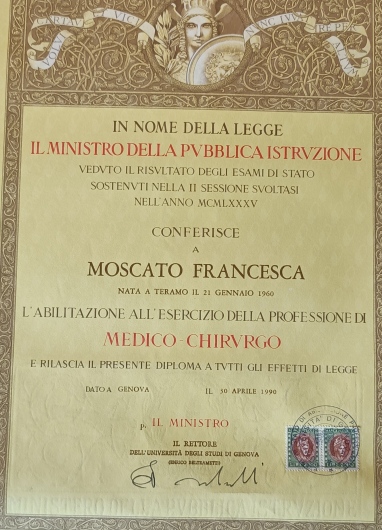 IN NOME DELLA LEGGE
IL MINISTRO DELLA PVBBLICA ISTRVZIONE
VEDVTO IL RISVLTATO DEGLI ESAMI DI STATO
SOSTENVTI NELLA II SESSIONE SVOLTASI
NELL'ANNO MCMLXXXV
CONFERISCE
A
MOSCATO FRANCESCA
NATA A TERAMO IL 21 GENNAIO 1960
L'ABILITAZIONE ALL'ESERCIZIO DELLA PROFESSIONE DI
MEDICO-CHIRVRGO
E RILASCIA IL PRESENTE DIPLOMA A TVTTI GLI EFFETTI DI LEGGE
DATO A GENOVA IL 30 APRILE 1990
p. IL MINISTRO
IL RETTORE
DELL'UNIVERSITÀ DEGLI STUDI DI GENOVA
(ENRICO BELTRAMETTI)